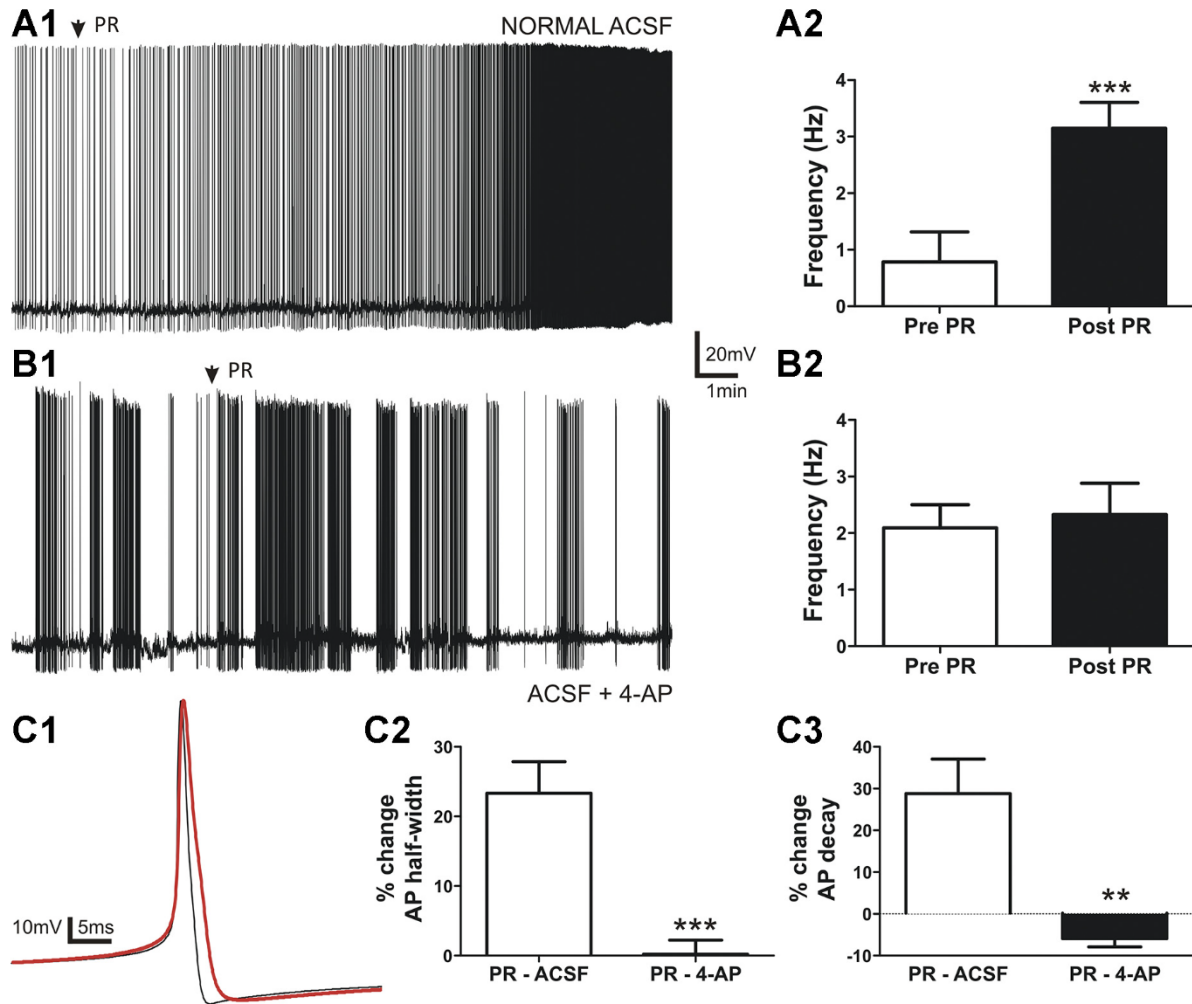 A1
PR
NORMAL ACSF
A2
Frequency (Hz)
4
3
2
1
0
***
Pre PR
Post PR
20mV
1min
B1
PR
ACSF + 4-AP
B2
Frequency (Hz)
4
3
2
1
0
Pre PR
Post PR
C1
10mV
5ms
C2
% change
AP half-width
30
20
10
0
***
PR - ACSF
PR - 4-AP
C3
% change
AP decay
40
30
20
10
0
-10
**
PR - ACSF
PR - 4-AP